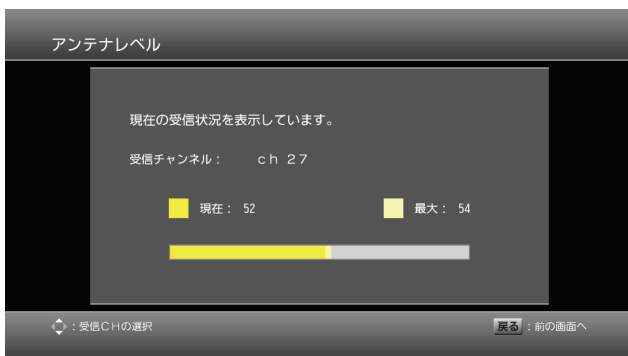 アンテナレベル
現在の受信状況を表示しています。
受信チャンネル： ｃｈ ２７
現在： 52 最大： 54
：受信ＣＨの選択 戻る ：前の画面へ